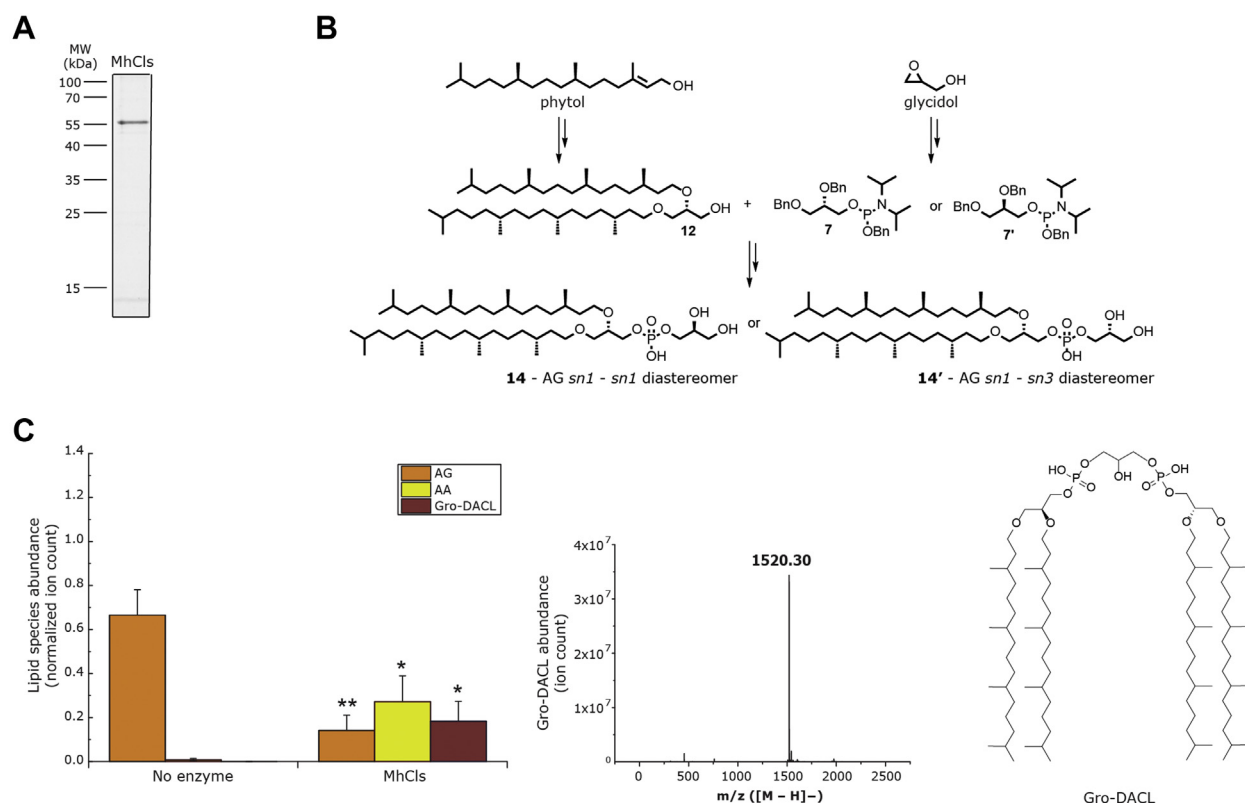 A
MW
(kDa)
MhCls
100
70
55
40
35
25
15
B
phytol
OH
O
OH
glycidol
O
O
OH
12
+
OBn
BnO
O
P
N
OBn
7
or
OBn
BnO
O
P
N
OBn
7'
O
O
O
O
P
O
OH
OH
OH
14 - AG sn1 - sn1 diastereomer
or
O
O
O
O
P
O
OH
OH
OH
14′ - AG sn1 - sn3 diastereomer
C
Lipid species abundance
(normalized ion count)
1.4
1.2
1.0
0.8
0.6
0.4
0.2
0.0
AG
AA
Gro-DACL
**
*
*
No enzyme
MhCls
Gro-DACL abundance
(ion count)
4x10⁷
3x10⁷
2x10⁷
1x10⁷
0
1520.30
0
500
1000
1500
2000
2500
m/z ([M – H]–)
HO
O
P
O
O
OH
O
P
OH
O
O
O
O
O
O
Gro-DACL